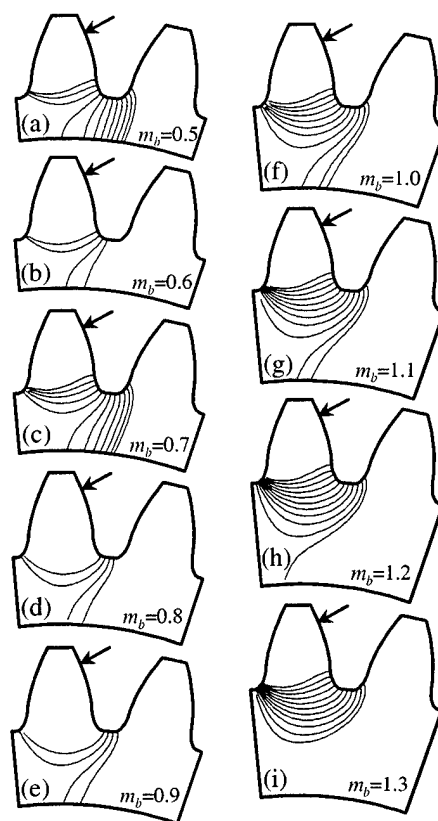 (a) m_b=0.5
(b) m_b=0.6
(c) m_b=0.7
(d) m_b=0.8
(e) m_b=0.9
(f) m_b=1.0
(g) m_b=1.1
(h) m_b=1.2
(i) m_b=1.3